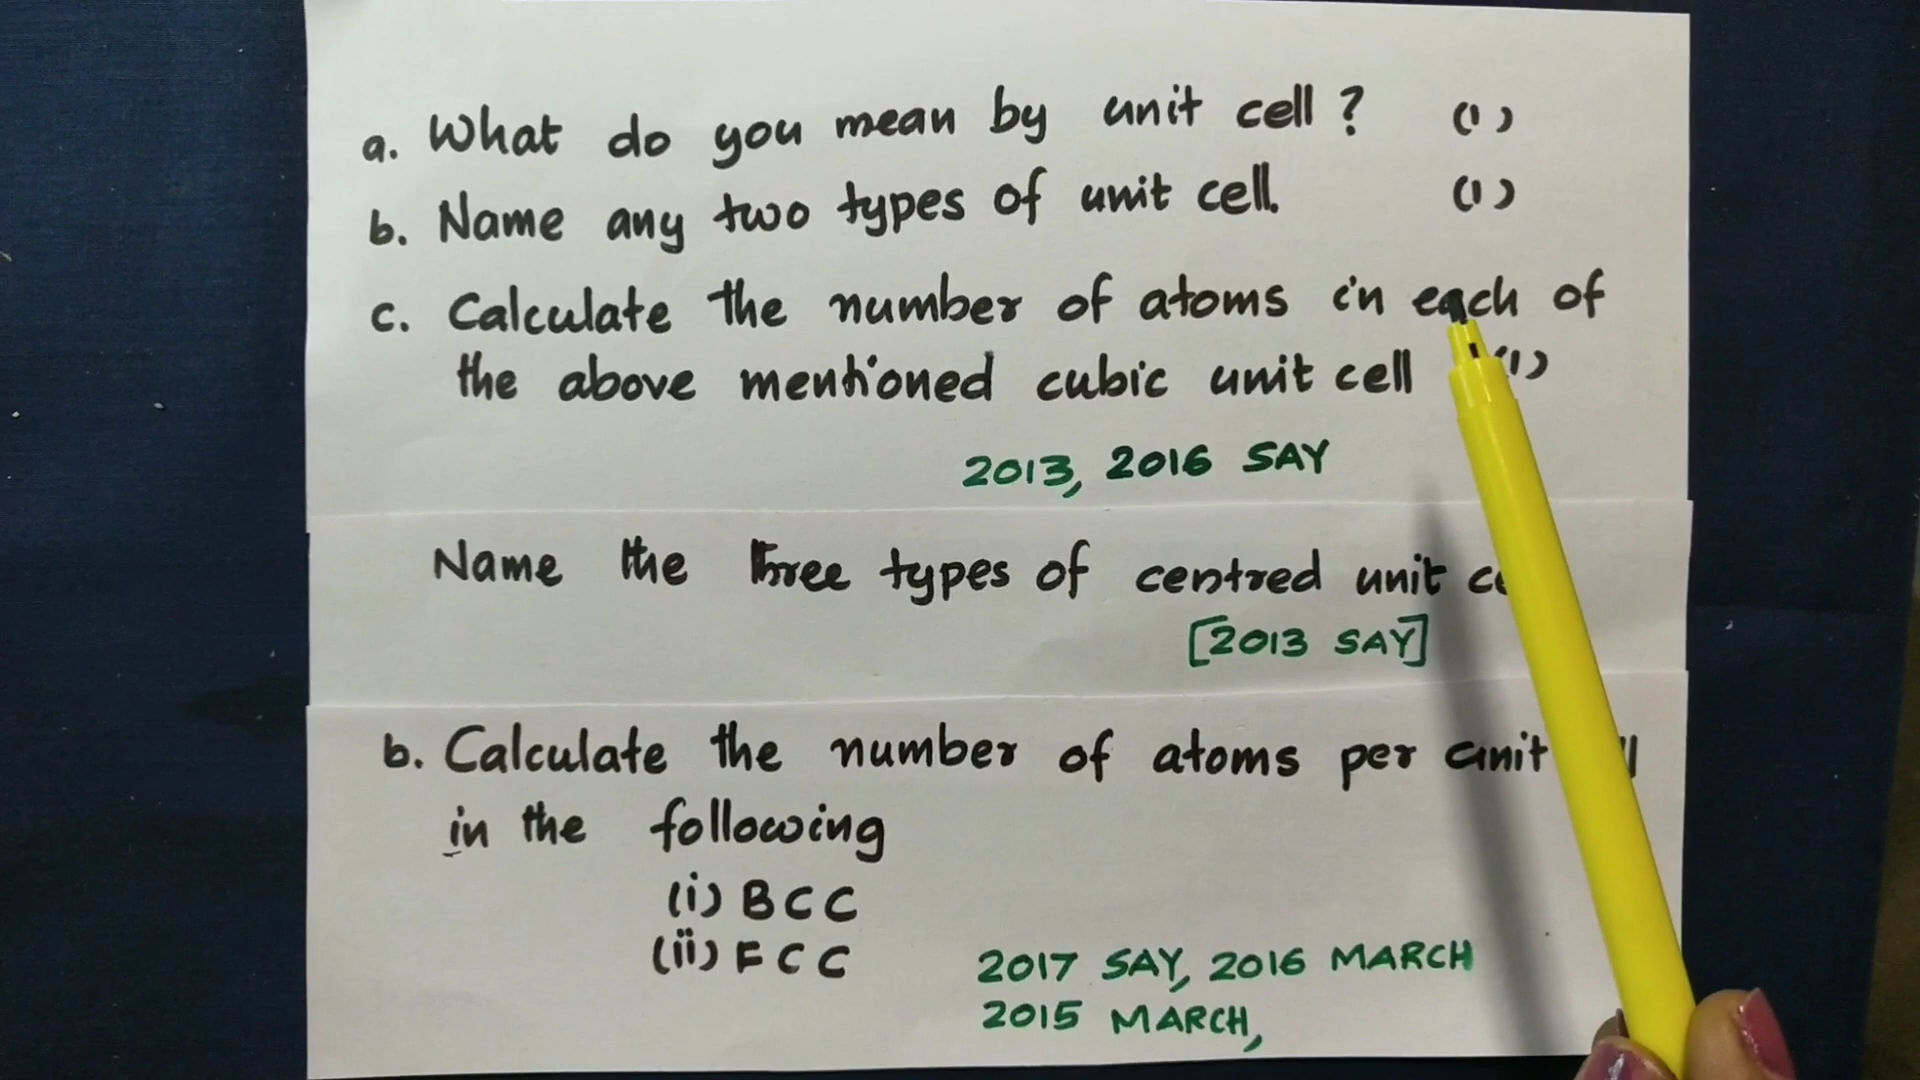 a. What do you mean by unit cell? (1)
b. Name any two types of unit cell. (1)
c. Calculate the number of atoms in each of
the above mentioned cubic unit cell (1)
2013, 2016 SAY
Name the three types of centred unit
[2013 SAY]
b. Calculate the number of atoms per unit
in the following
(i) BCC
(ii) FCC
2017 SAY, 2016 MARCH
2015 MARCH,